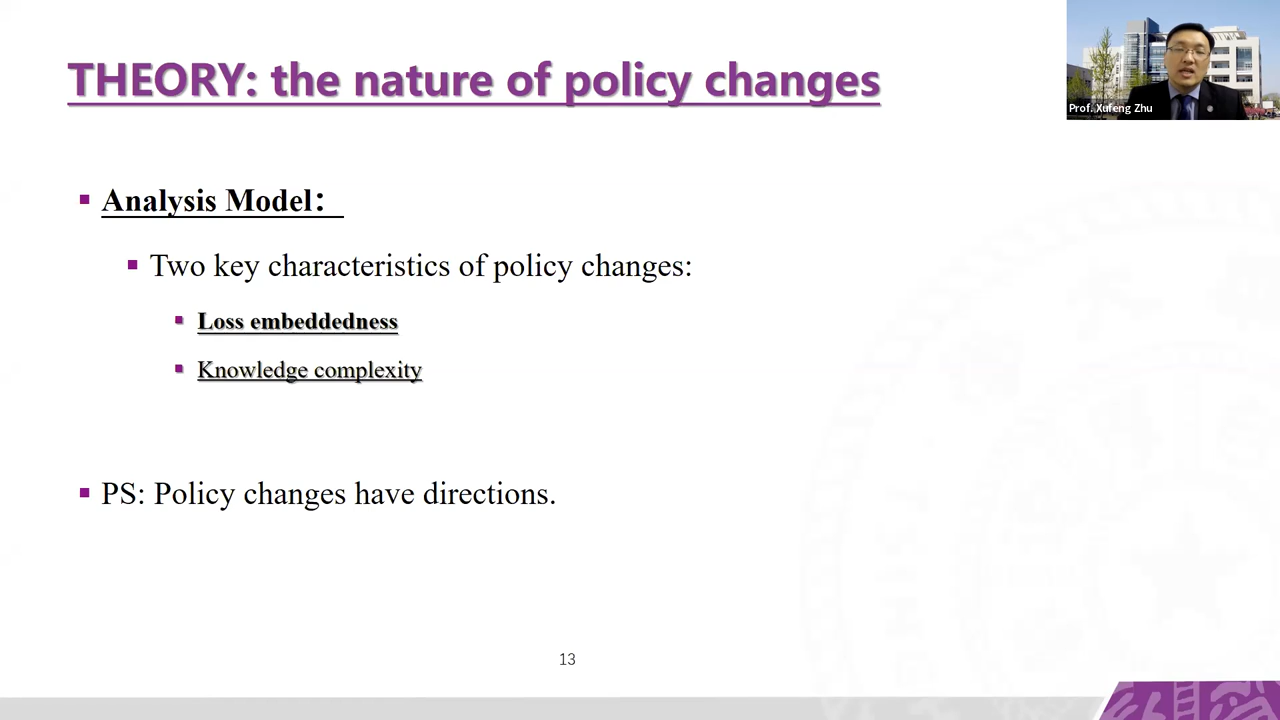 THEORY: the nature of policy changes
Prof. Xufeng Zhu
Analysis Model：
Two key characteristics of policy changes:
Loss embeddedness
Knowledge complexity
PS: Policy changes have directions.
13